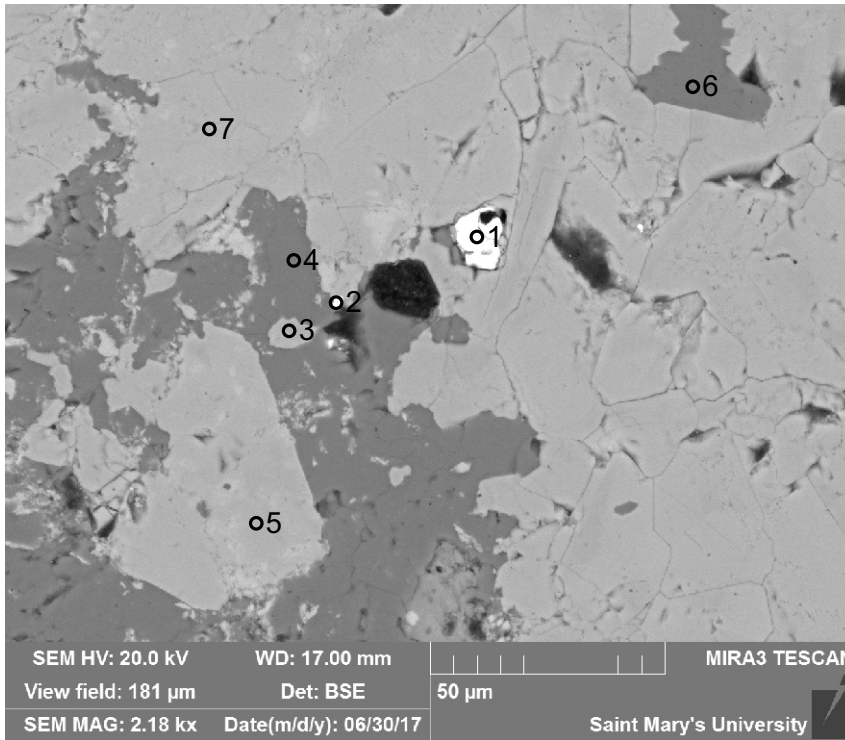 6
7
1
4
2
3
5
SEM HV: 20.0 kV WD: 17.00 mm MIRA3 TESCAN
View field: 181 µm Det: BSE 50 µm
SEM MAG: 2.18 kx Date(m/d/y): 06/30/17 Saint Mary's University